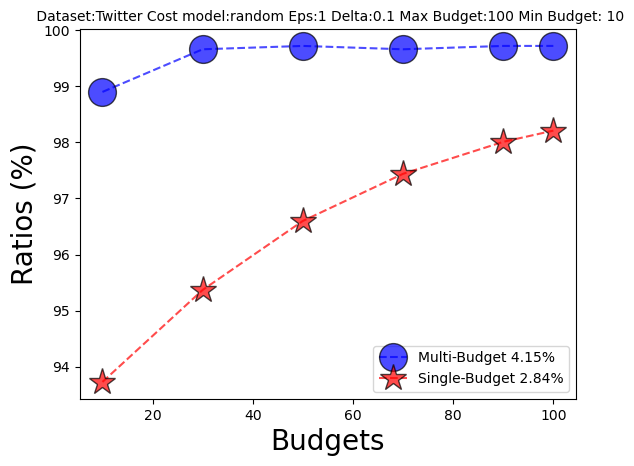 Dataset:Twitter Cost model:random Eps:1 Delta:0.1 Max Budget:100 Min Budget: 10
100
99
98
97
96
95
94
Ratios (%)
Multi-Budget 4.15%
Single-Budget 2.84%
20
40
60
80
100
Budgets